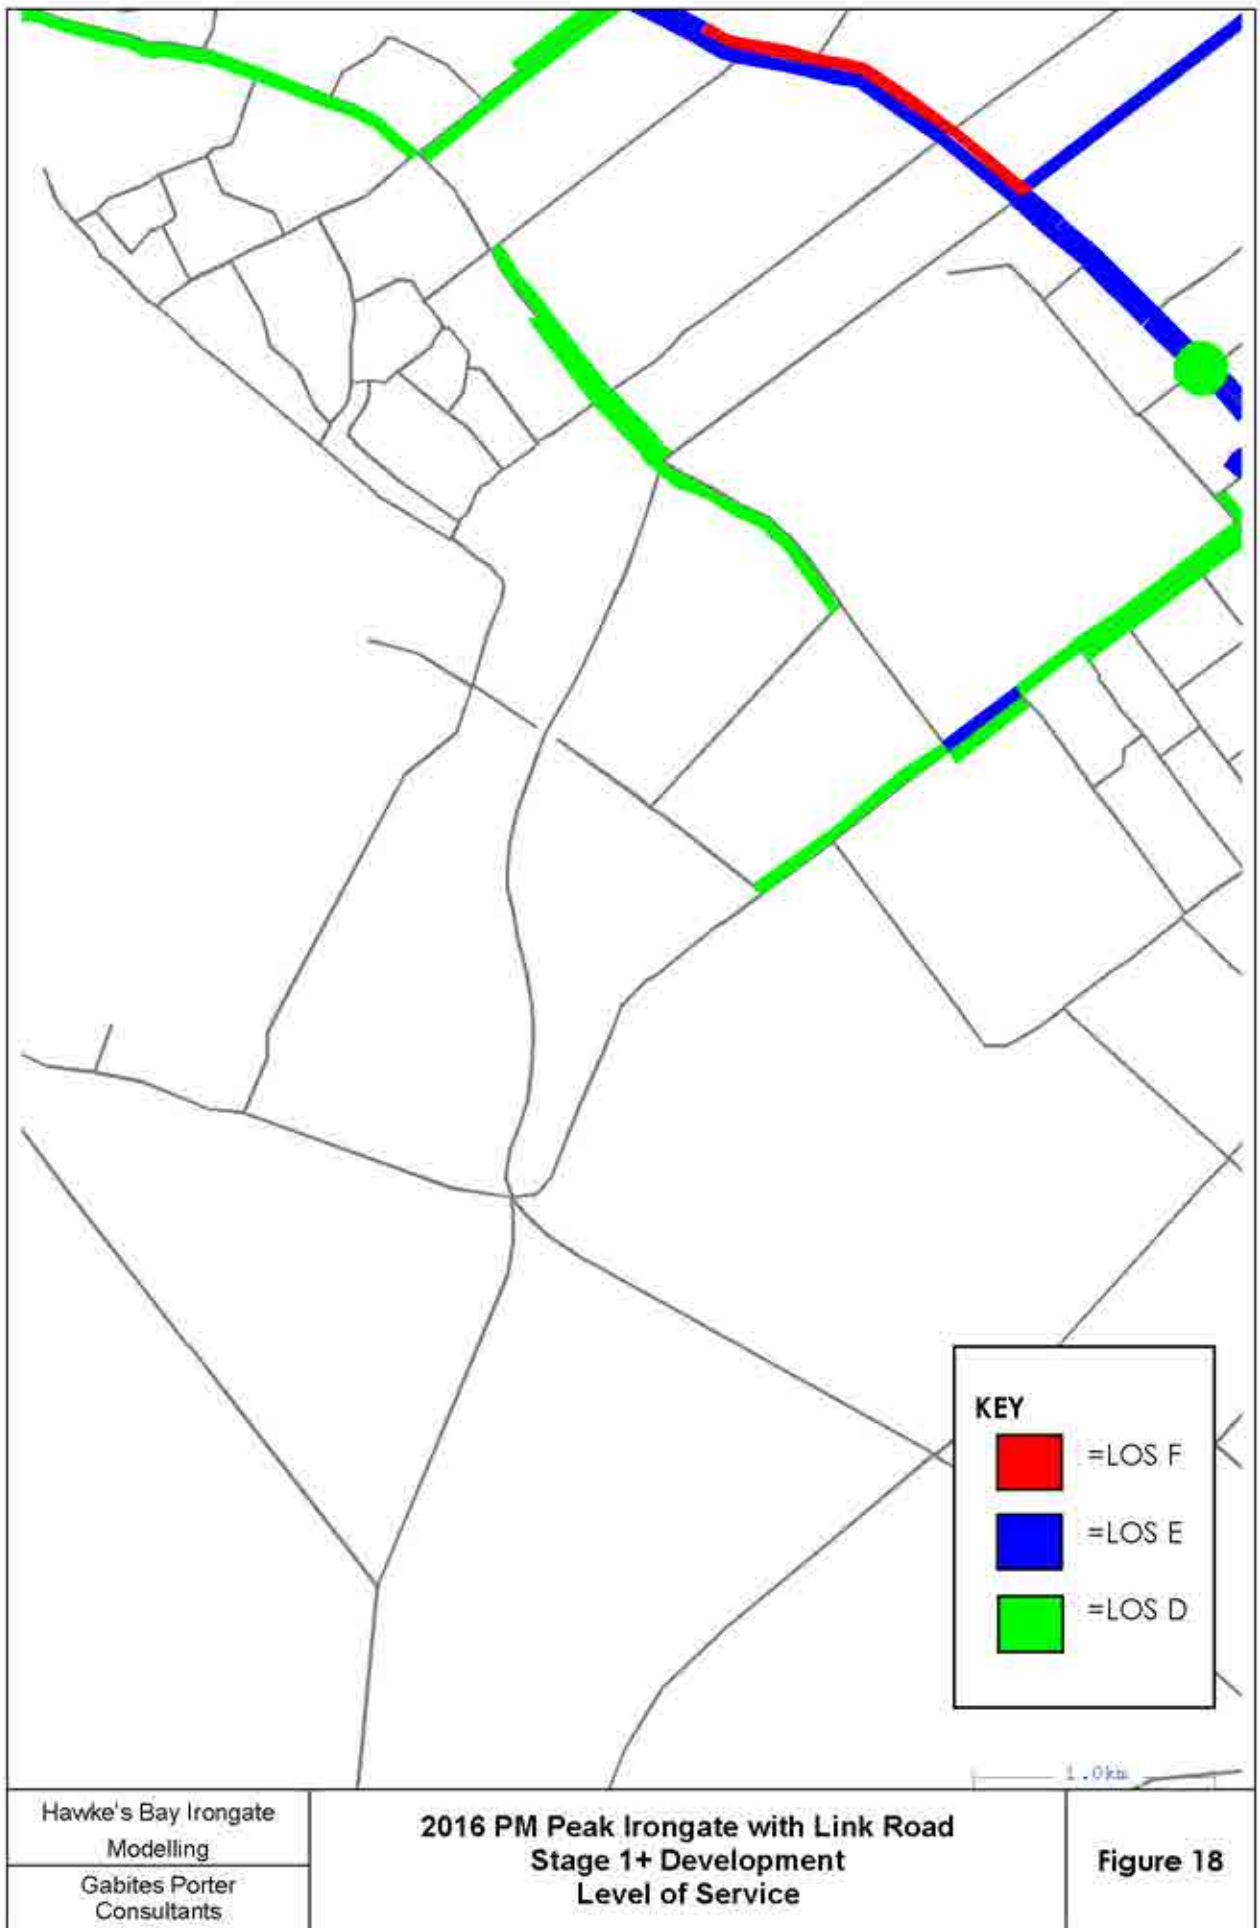 KEY
=LOS F
=LOS E
=LOS D
1.0km
Hawke's Bay Irongate
Modelling
Gabites Porter
Consultants
2016 PM Peak Irongate with Link Road
Stage 1+ Development
Level of Service
Figure 18